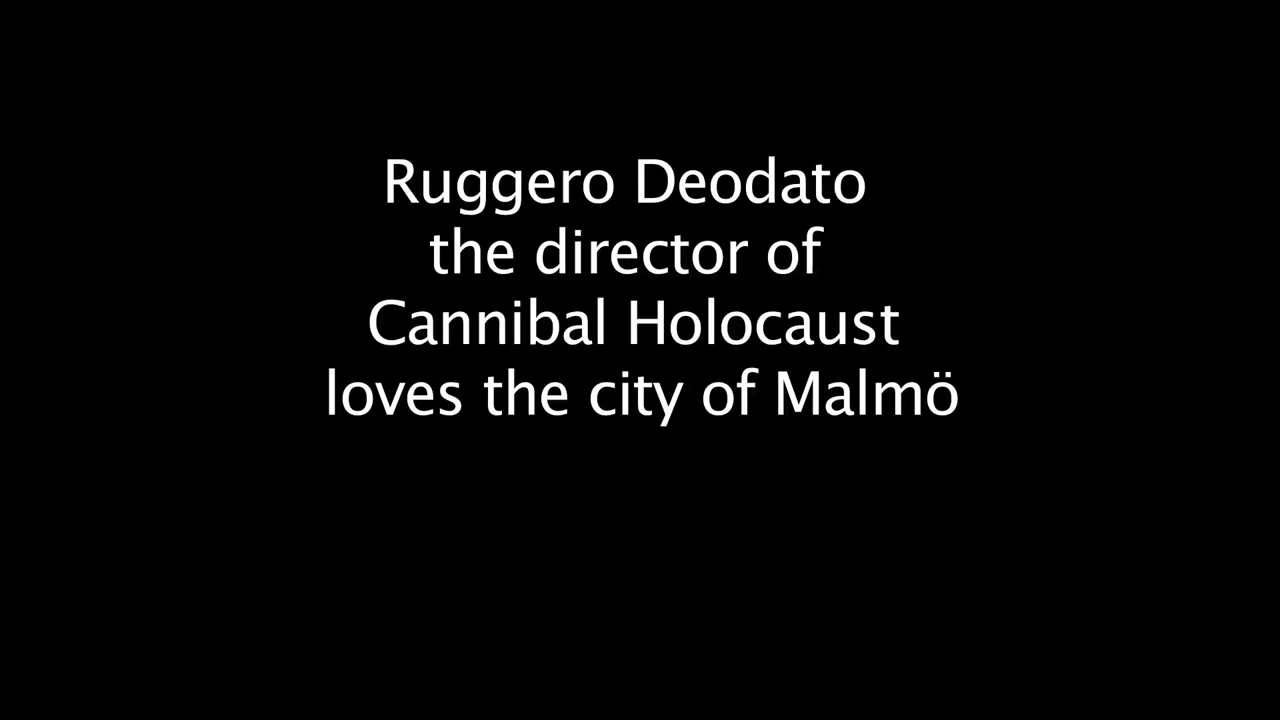 Ruggero Deodato
the director of
Cannibal Holocaust
loves the city of Malmö